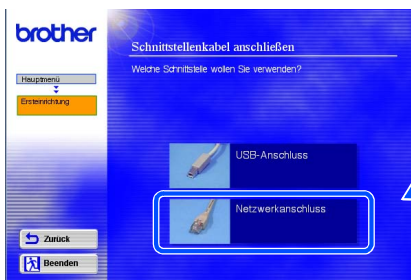 brother
Schnittstellenkabel anschließen
Welche Schnittstelle wollen Sie verwenden?
Hauptmenü
Ersteinrichtung
USB-Anschluss
Netzwerkanschluss
Zurück
Beenden